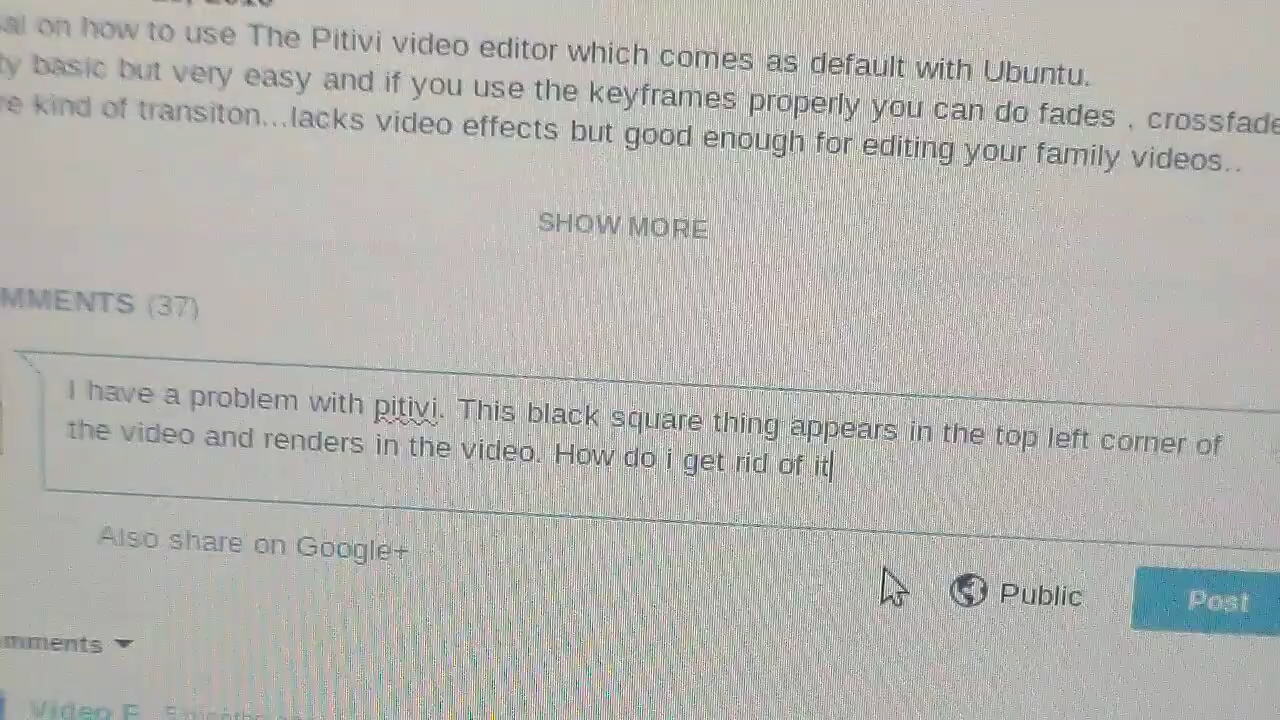 on how to use The Pitivi video editor which comes as default with Ubuntu.
basic but very easy and if you use the keyframes properly you can do fades , crossfade
kind of transiton...lacks video effects but good enough for editing your family videos..
SHOW MORE
MMENTS (37)
I have a problem with pitivi. This black square thing appears in the top left corner of
the video and renders in the video. How do i get rid of it
Also share on Google+
Public
Post
mments
Video